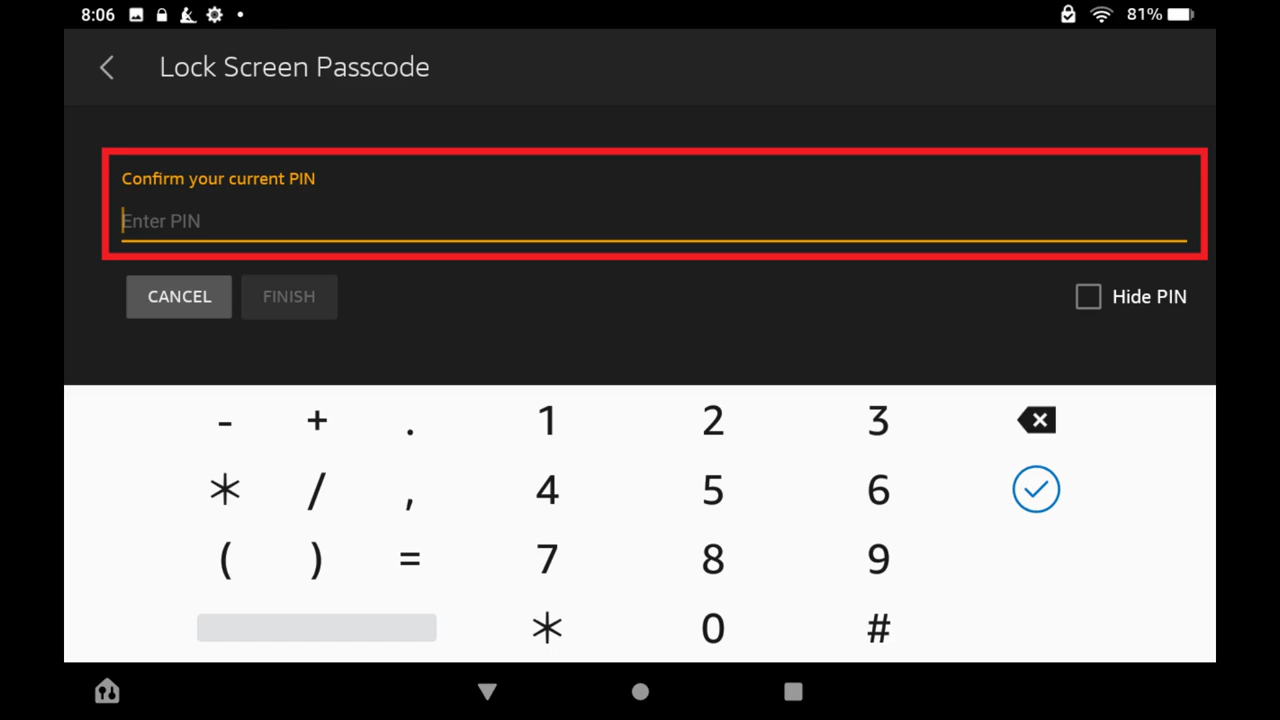 8:06 81%
Lock Screen Passcode
Confirm your current PIN
Enter PIN
CANCEL FINISH Hide PIN
- + . 1 2 3
* / , 4 5 6
( ) = 7 8 9
* 0 #